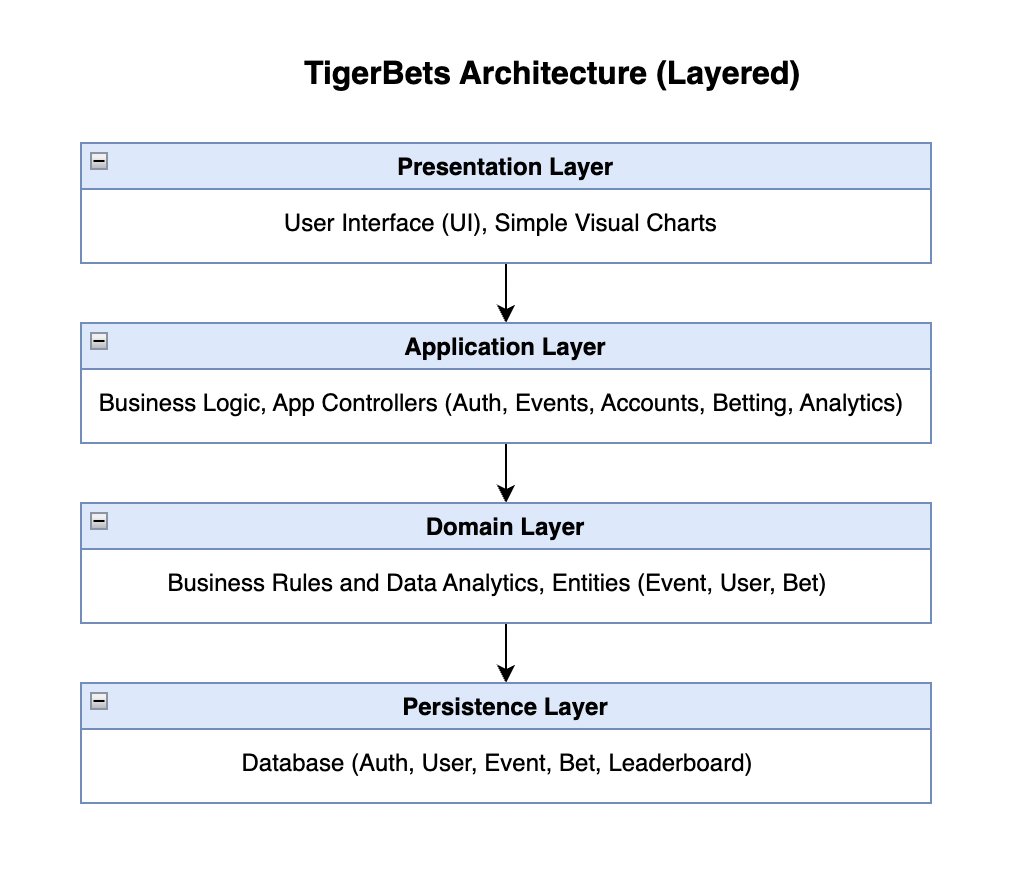 TigerBets Architecture (Layered)
Presentation Layer
User Interface (UI), Simple Visual Charts
Application Layer
Business Logic, App Controllers (Auth, Events, Accounts, Betting, Analytics)
Domain Layer
Business Rules and Data Analytics, Entities (Event, User, Bet)
Persistence Layer
Database (Auth, User, Event, Bet, Leaderboard)